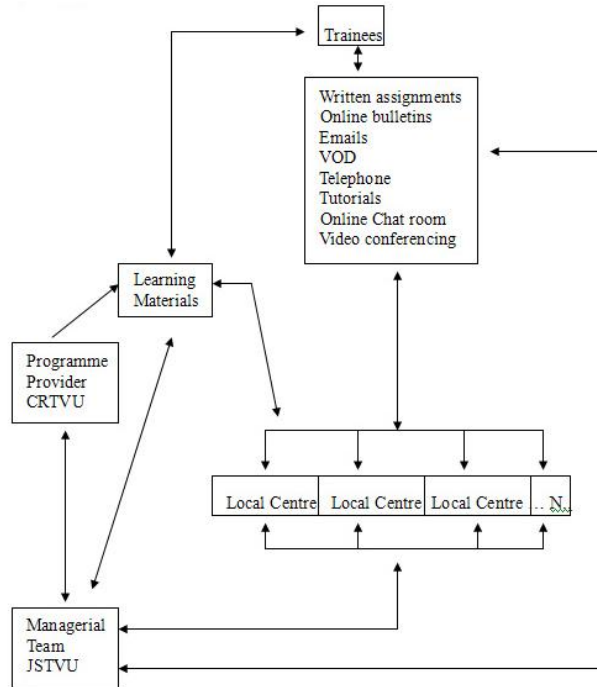 Trainees
Written assignments
Online bulletins
Emails
VOD
Telephone
Tutorials
Online Chat room
Video conferencing
Learning
Materials
Programme
Provider
CRTVU
Local Centre
Local Centre
Local Centre
... N
Managerial
Team
JSTVU